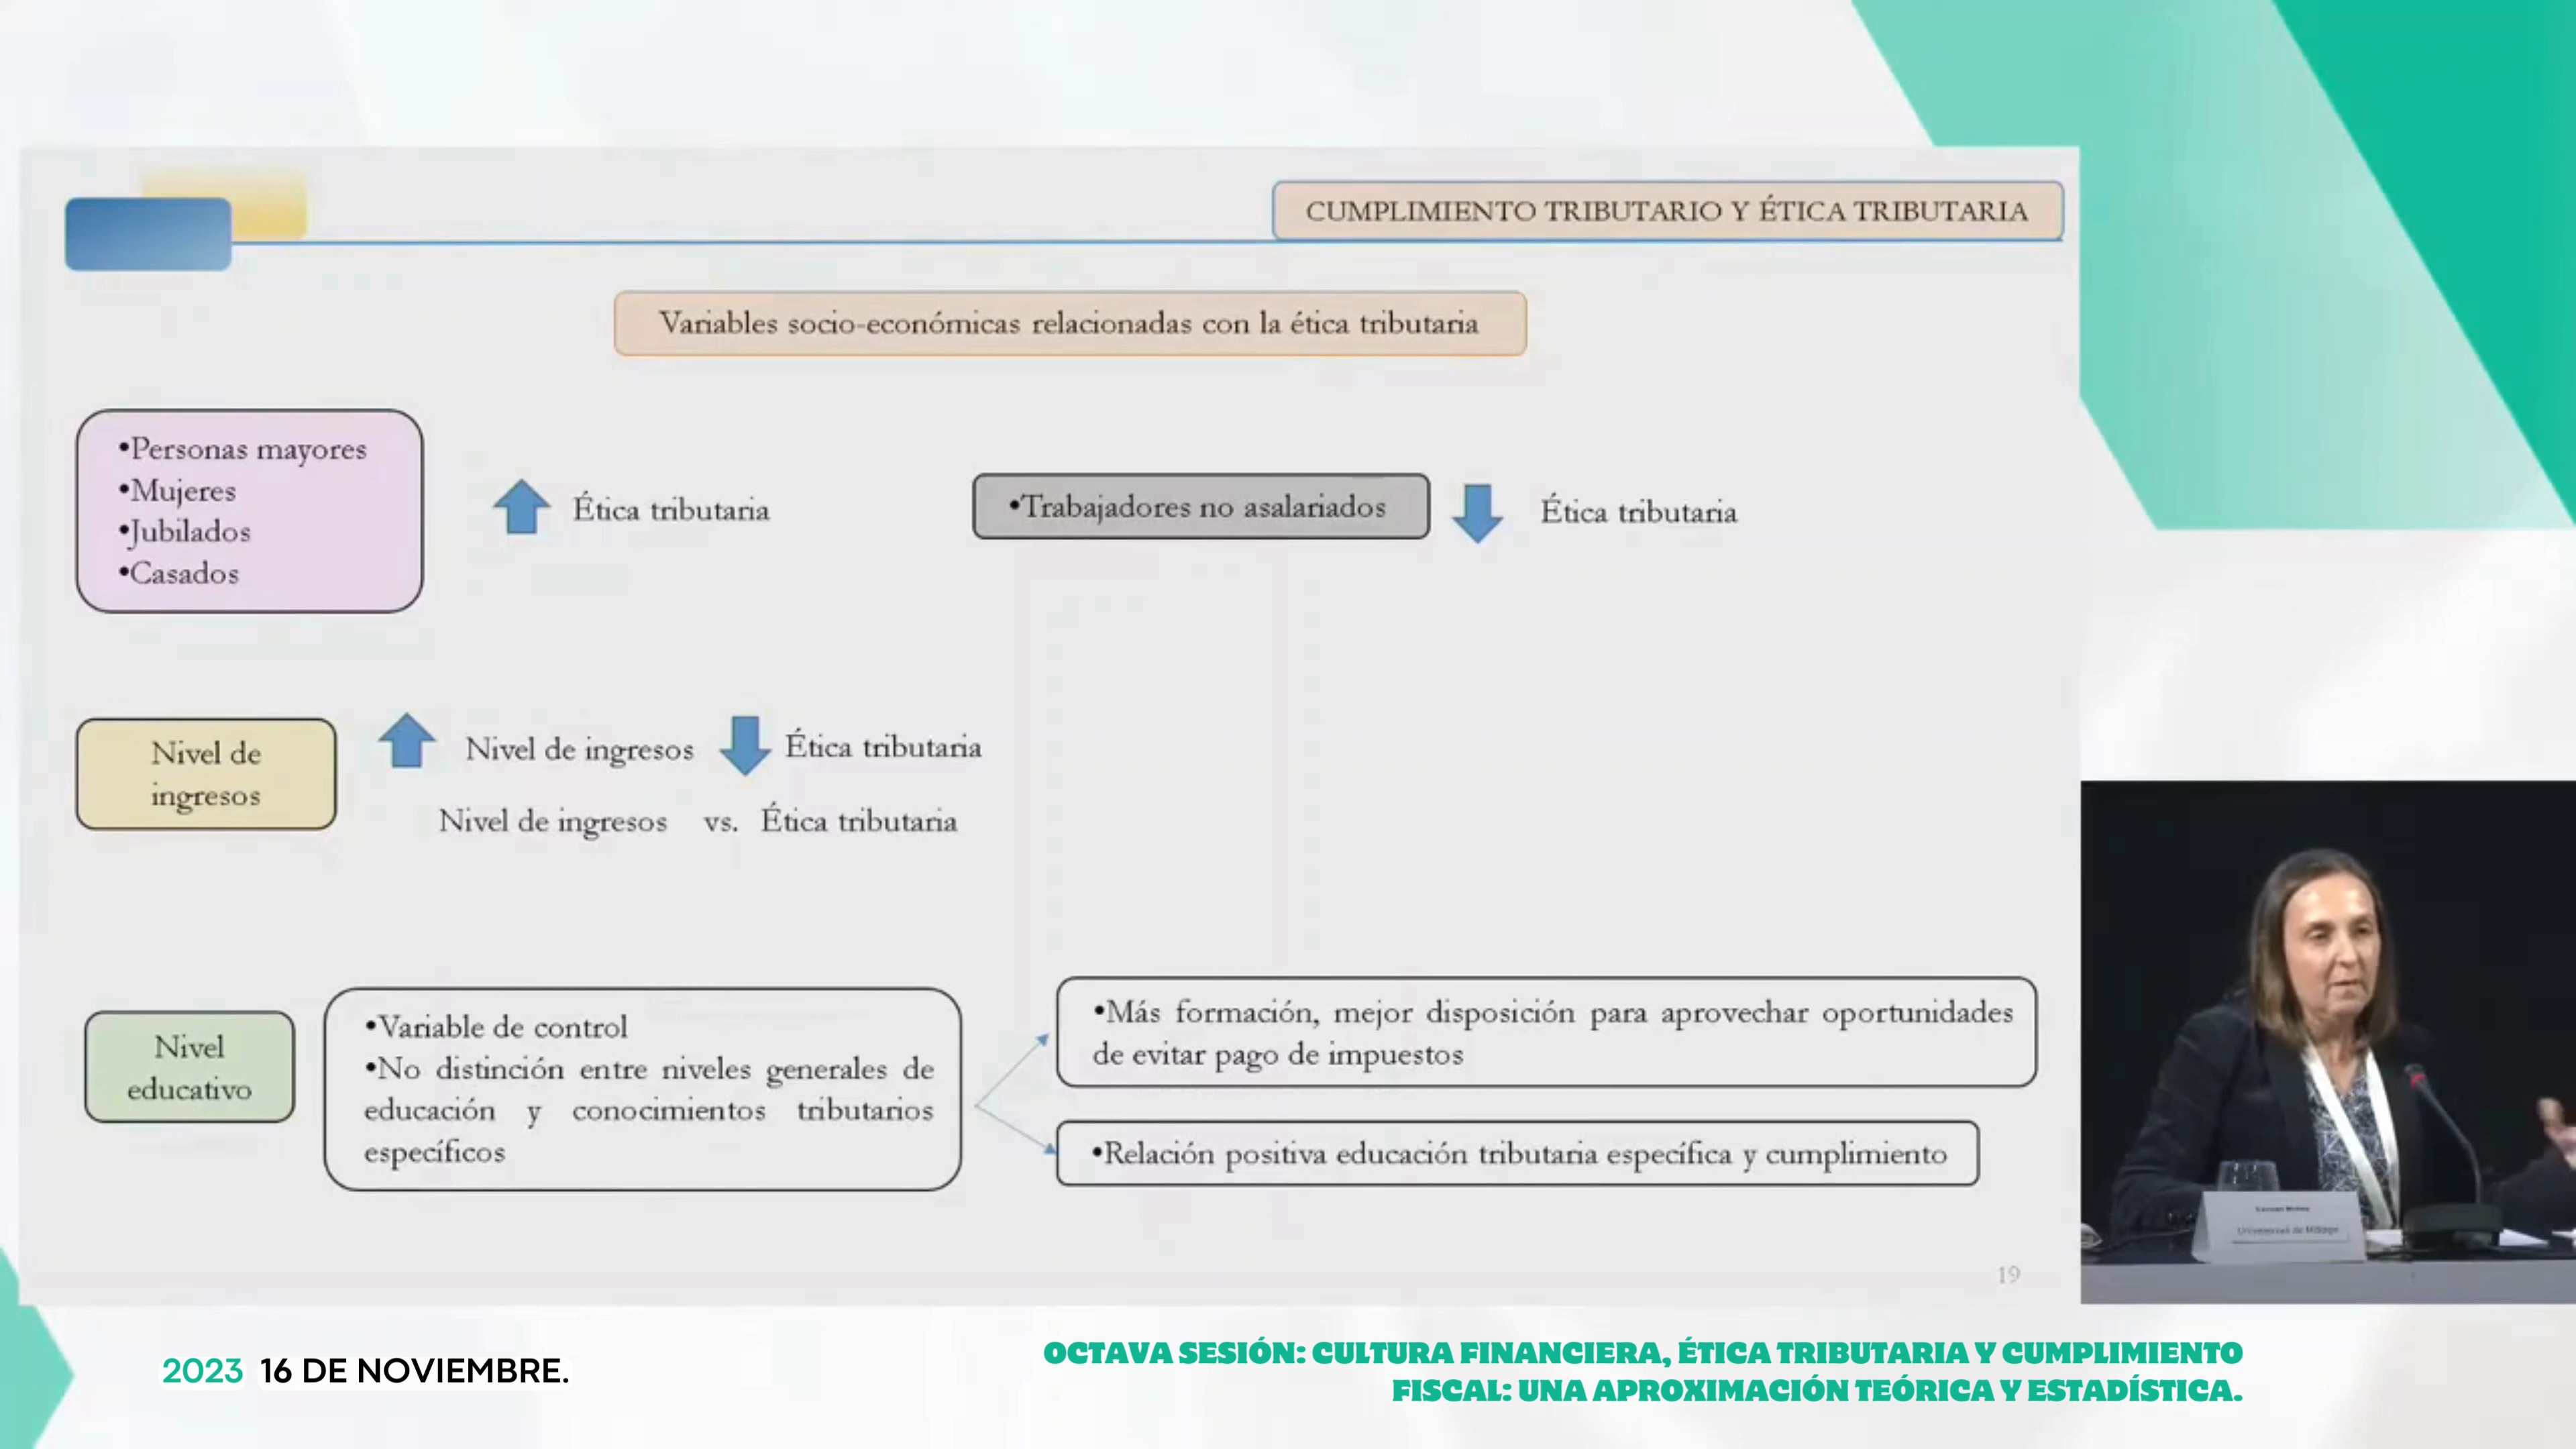 CUMPLIMIENTO TRIBUTARIO Y ÉTICA TRIBUTARIA
Variables socio-económicas relacionadas con la ética tributaria
•Personas mayores
•Mujeres
•Jubilados
•Casados
Ética tributaria
•Trabajadores no asalariados
Ética tributaria
Nivel de
ingresos
Nivel de ingresos
Ética tributaria
Nivel de ingresos vs. Ética tributaria
Nivel
educativo
•Variable de control
•No distinción entre niveles generales de
educación y conocimientos tributarios
específicos
•Más formación, mejor disposición para aprovechar oportunidades
de evitar pago de impuestos
•Relación positiva educación tributaria específica y cumplimiento
19
Universidad de Málaga
2023 16 DE NOVIEMBRE.
OCTAVA SESIÓN: CULTURA FINANCIERA, ÉTICA TRIBUTARIA Y CUMPLIMIENTO
FISCAL: UNA APROXIMACIÓN TEÓRICA Y ESTADÍSTICA.